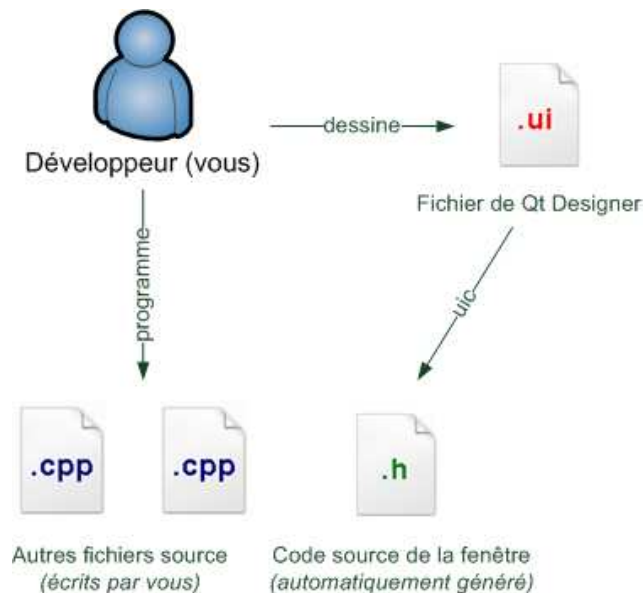 dessine
.ui
Développeur (vous)
Fichier de Qt Designer
programme
uic
.cpp
.cpp
.h
Autres fichiers source
(écrits par vous)
Code source de la fenêtre
(automatiquement généré)